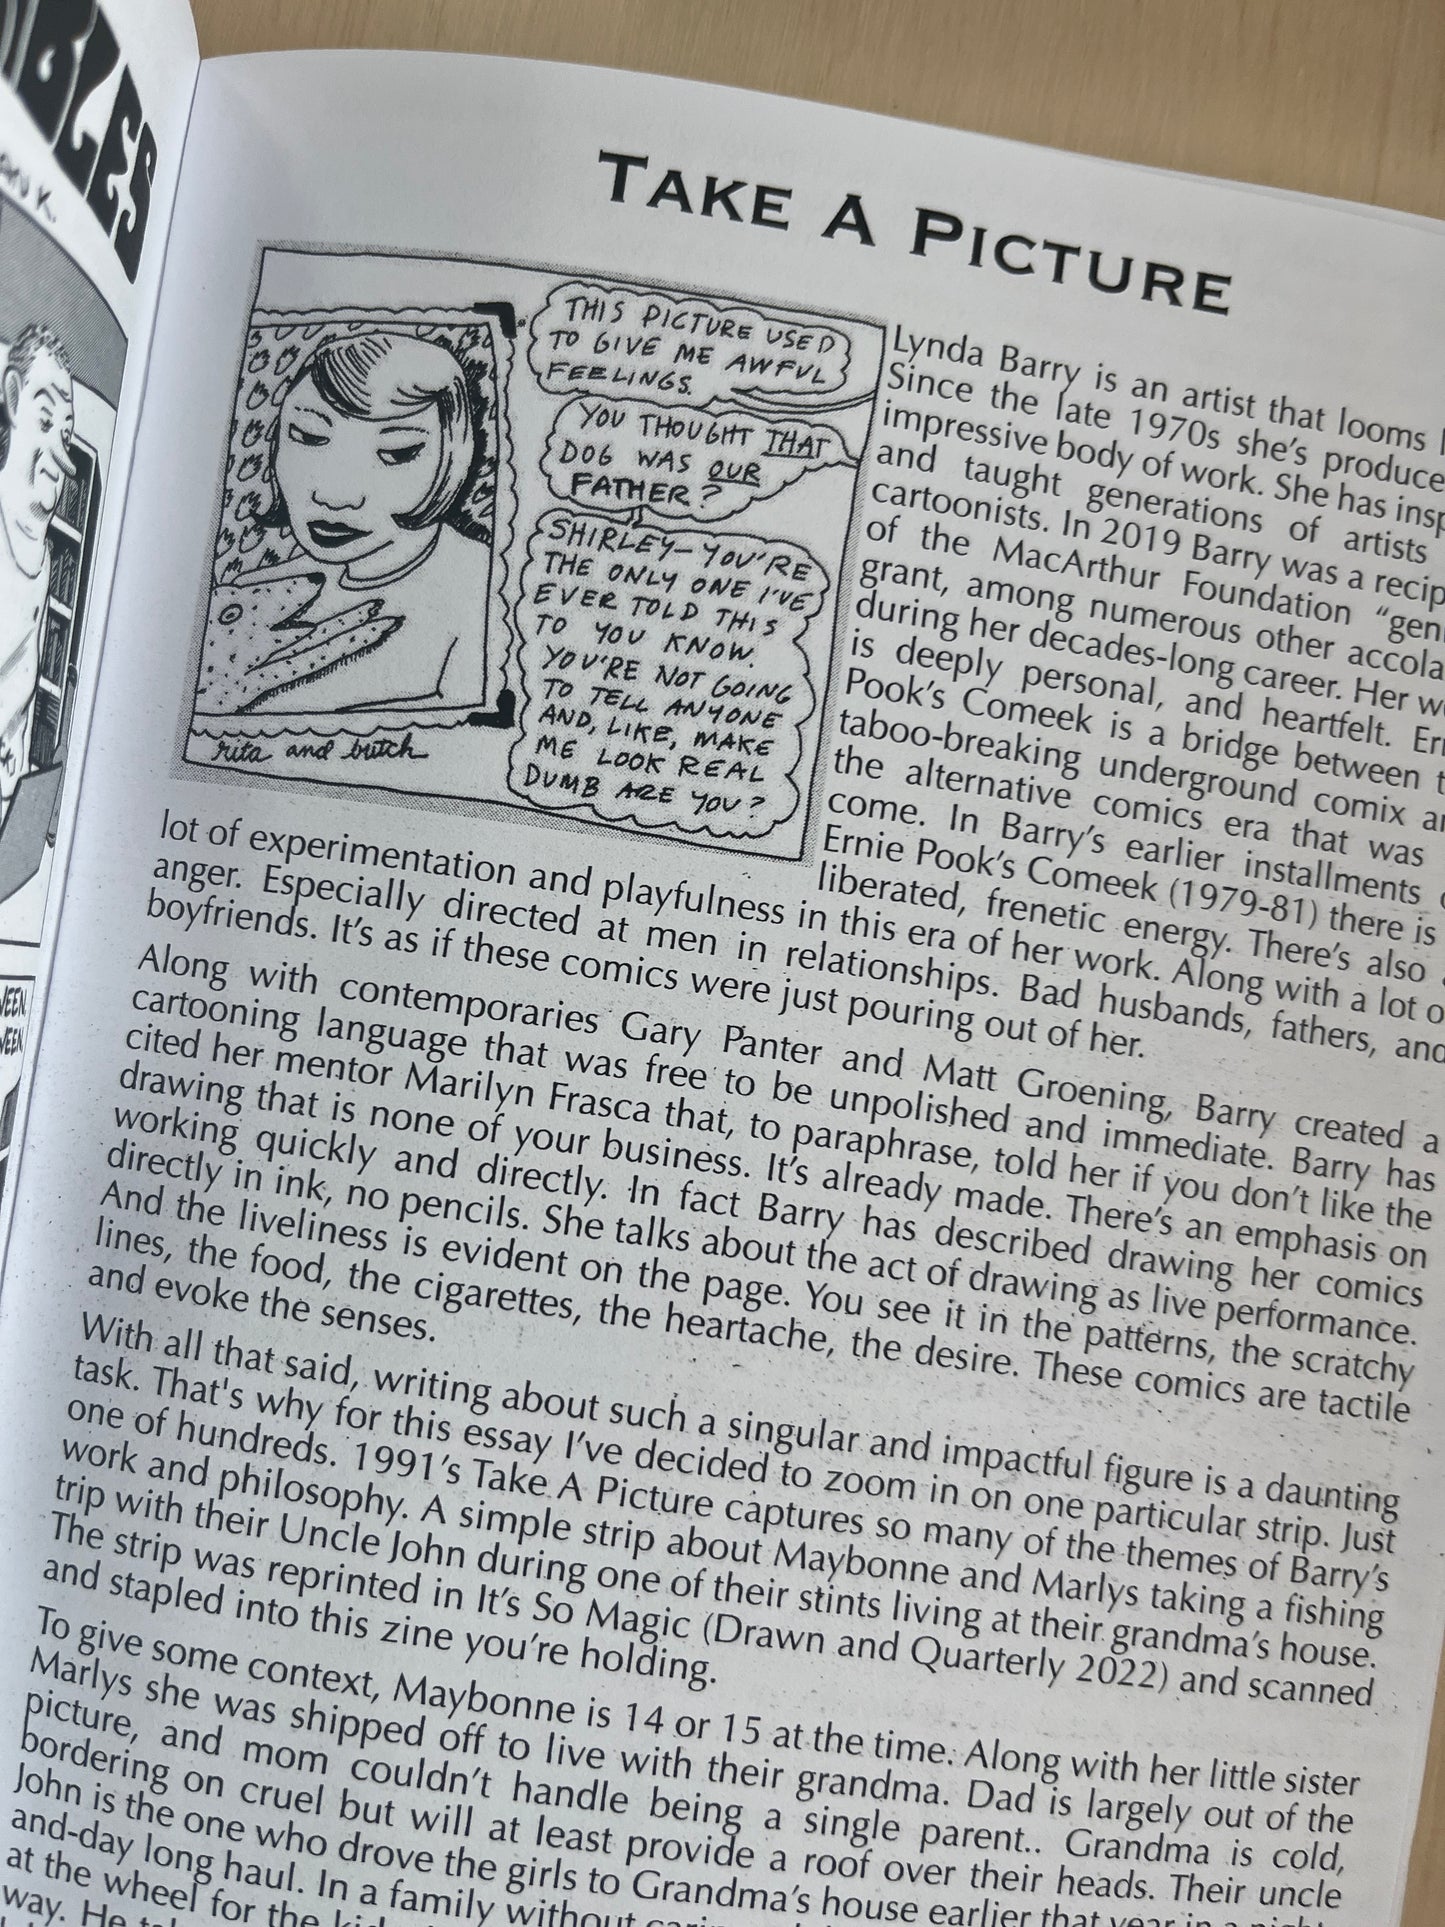 BLES
K.
WEEN,
WEEN
TAKE A PICTURE
THIS PICTURE USED
TO GIVE ME AWFUL
FEELINGS.
YOU THOUGHT THAT
DOG WAS OUR
FATHER?
SHIRLEY-YOU'RE
THE ONLY ONE I'VE
EVER TOLD THIS
TO YOU KNOW.
YOU'RE NOT GOING
TO TELL ANYONE
AND, LIKE, MAKE
ME LOOK REAL
DUMB ARE YOU?
rita and butch
Lynda Barry is an artist that looms
Since the late 1970s she's produce
impressive body of work. She has insp
and taught generations of artists
cartoonists. In 2019 Barry was a recip
of the MacArthur Foundation "geni
grant, among numerous other accola
during her decades-long career. Her w
is deeply personal, and heartfelt. Er
Pook's Comeek is a bridge between t
taboo-breaking underground comix a
the alternative comics era that was
come. In Barry's earlier installments
Ernie Pook's Comeek (1979-81) there is
liberated, frenetic energy. There's also
lot of experimentation and playfulness in this era of her work. Along with a lot o
anger. Especially directed at men in relationships. Bad husbands, fathers, and
boyfriends. It's as if these comics were just pouring out of her.
Along with contemporaries Gary Panter and Matt Groening, Barry created a
cartooning language that was free to be unpolished and immediate. Barry has
cited her mentor Marilyn Frasca that, to paraphrase, told her if you don't like the
drawing that is none of your business. It's already made. There's an emphasis on
working quickly and directly. In fact Barry has described drawing her comics
directly in ink, no pencils. She talks about the act of drawing as live performance.
And the liveliness is evident on the page. You see it in the patterns, the scratchy
lines, the food, the cigarettes, the heartache, the desire. These comics are tactile
and evoke the senses.
With all that said, writing about such a singular and impactful figure is a daunting
task. That's why for this essay I've decided to zoom in on one particular strip. Just
one of hundreds. 1991's Take A Picture captures so many of the themes of Barry's
work and philosophy. A simple strip about Maybonne and Marlys taking a fishing
trip with their Uncle John during one of their stints living at their grandma's house.
The strip was reprinted in It's So Magic (Drawn and Quarterly 2022) and scanned
and stapled into this zine you're holding.
To give some context, Maybonne is 14 or 15 at the time. Along with her little sister
Marlys she was shipped off to live with their grandma. Dad is largely out of the
picture, and mom couldn't handle being a single parent.. Grandma is cold,
bordering on cruel but will at least provide a roof over their heads. Their uncle
John is the one who drove the girls to Grandma's house earlier that year in a night-
and-day long haul. In a family without
at the wheel for the
way. He